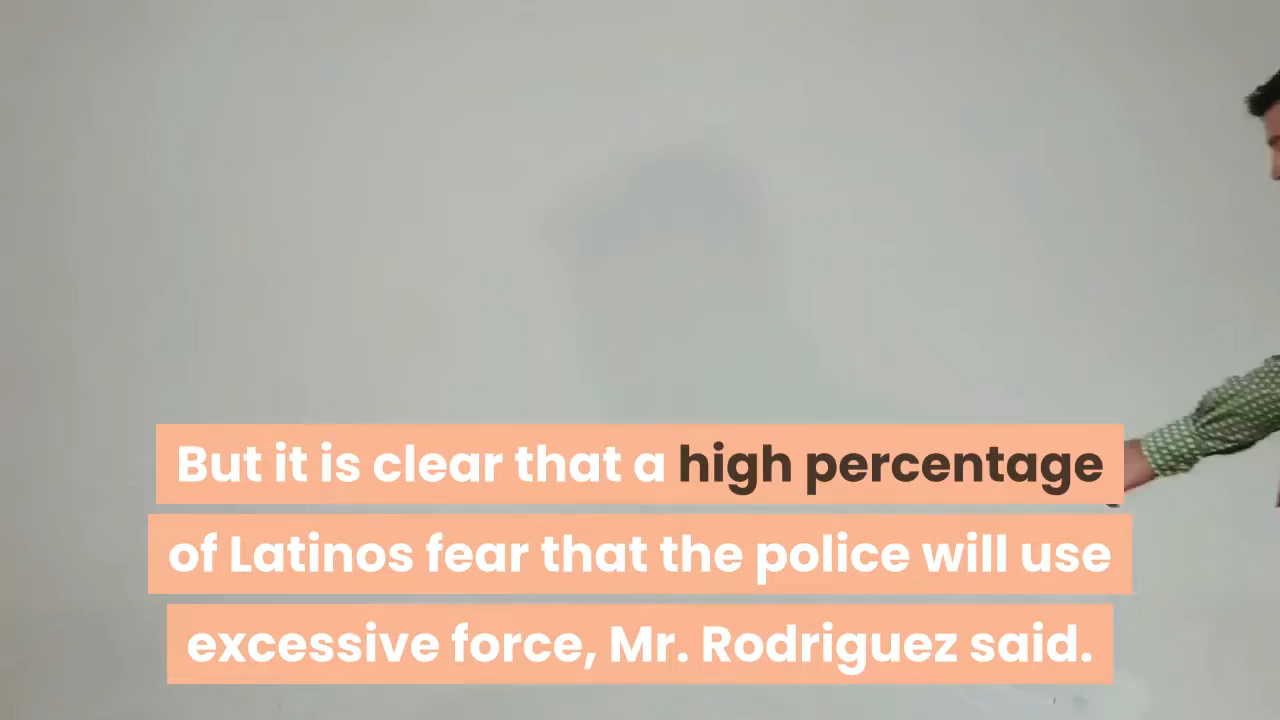 But it is clear that a high percentage
of Latinos fear that the police will use
excessive force, Mr. Rodriguez said.